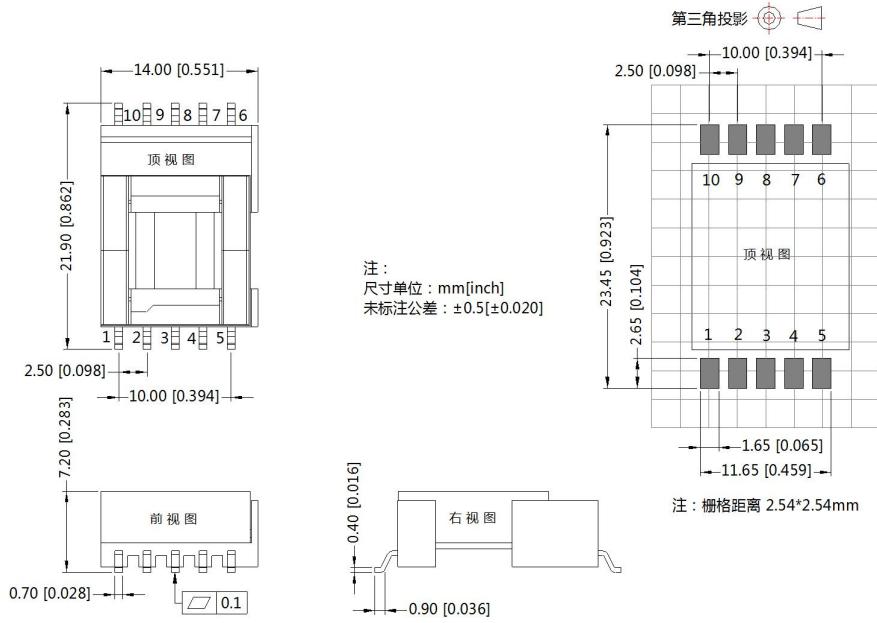 第三角投影
14.00 [0.551]
10 9 8 7 6
顶视图
21.90 [0.862]
1 2 3 4 5
2.50 [0.098]
10.00 [0.394]
注：
尺寸单位：mm[inch]
未标注公差：±0.5[±0.020]
10.00 [0.394]
2.50 [0.098]
10 9 8 7 6
顶视图
23.45 [0.923]
2.65 [0.104]
1 2 3 4 5
1.65 [0.065]
11.65 [0.459]
注：栅格距离 2.54*2.54mm
7.20 [0.283]
前视图
0.70 [0.028]
0.1
0.40 [0.016]
右视图
0.90 [0.036]